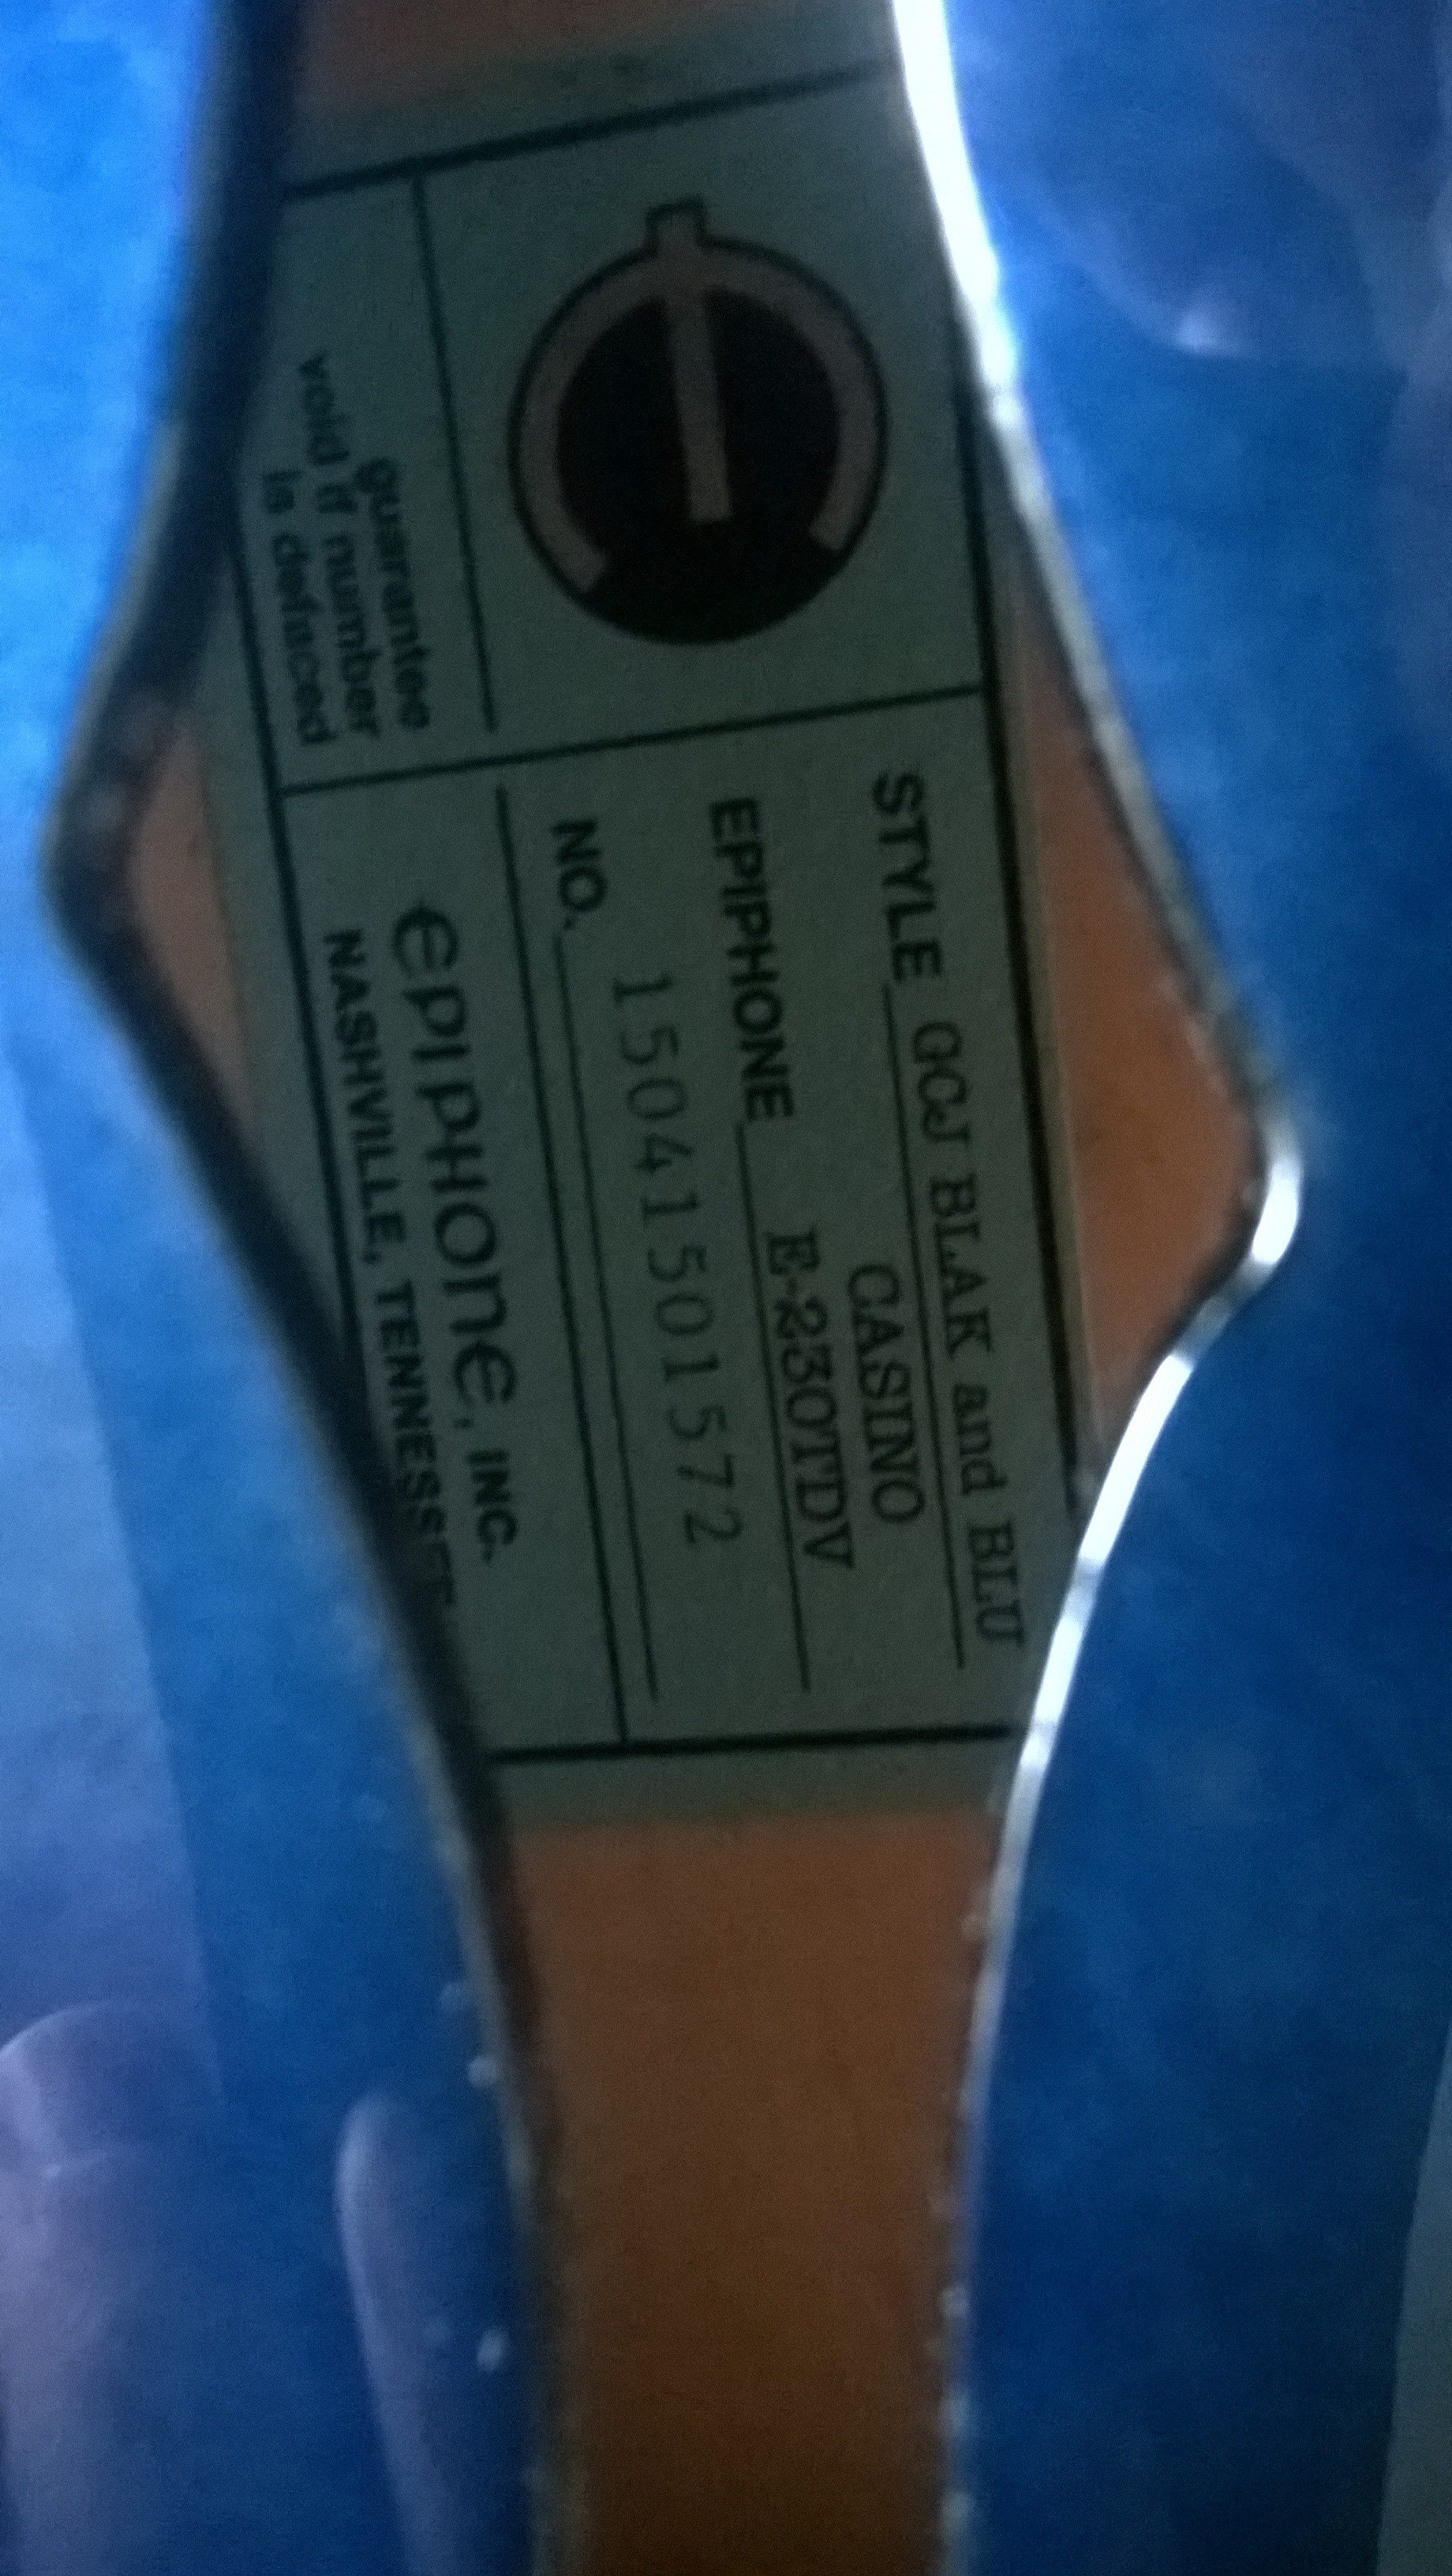 STYLE GCJ BLAK and BLU
CASINO
EPIPHONE E-230TDV
NO. 15041501572
guarantee
void if number
is defaced
EPIPHONE, INC.
NASHVILLE, TENNESSEE